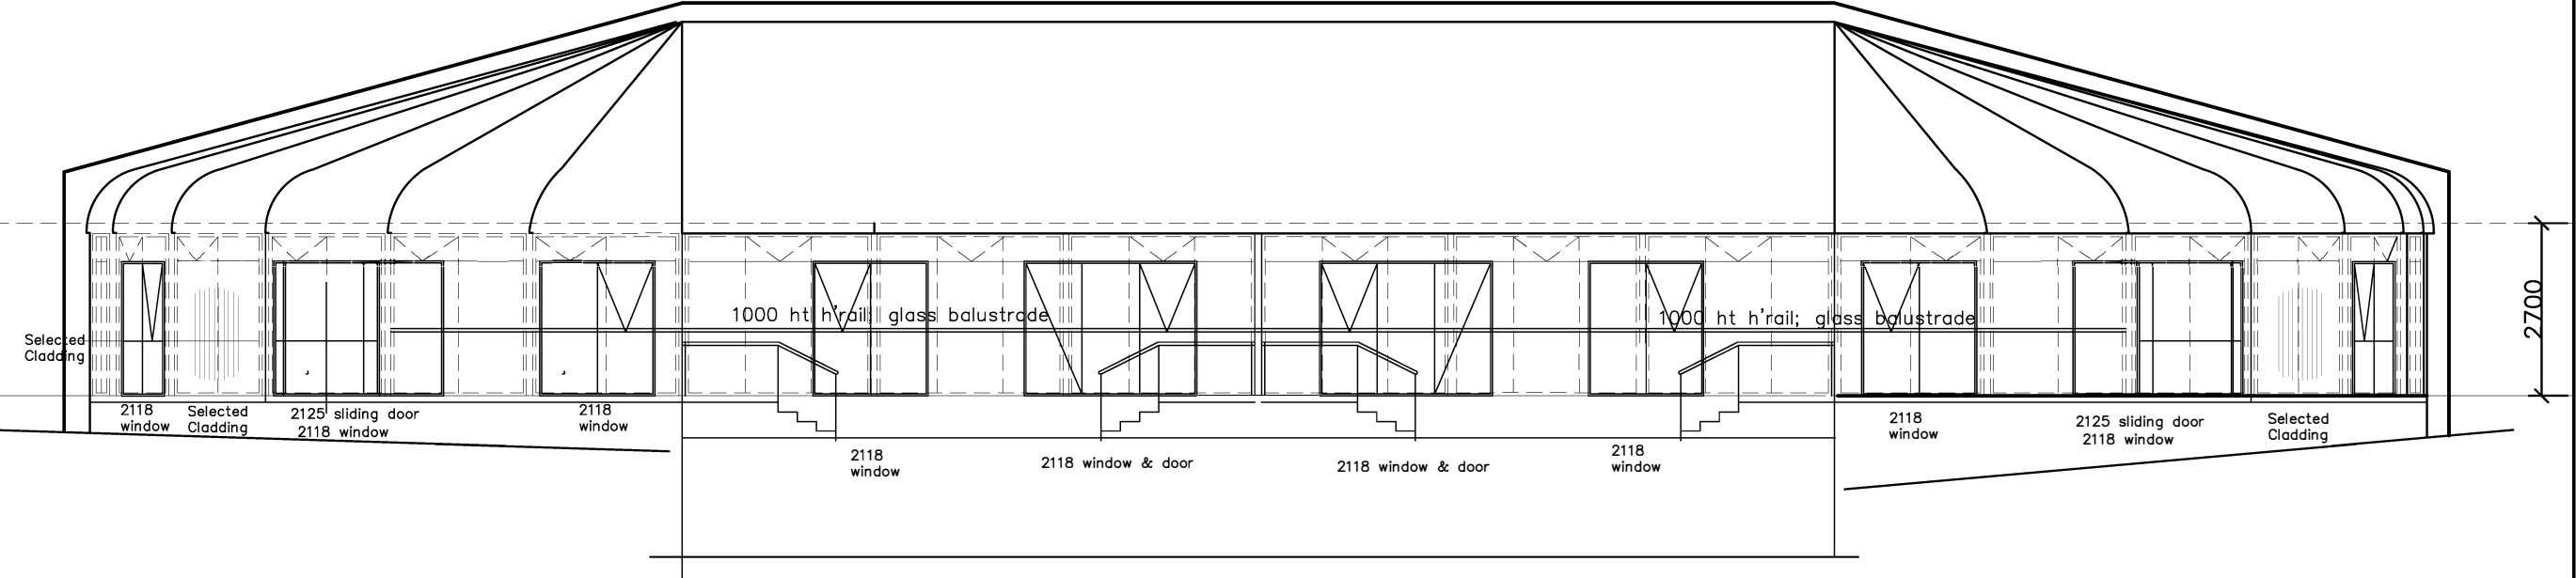 1000 ht h'rail; glass balustrade
1000 ht h'rail; glass balustrade
2700
Selected
Cladding
2118
window
Selected
Cladding
2125 sliding door
2118 window
2118
window
2118
window
2118 window & door
2118 window & door
2118
window
2118
window
2125 sliding door
2118 window
Selected
Cladding